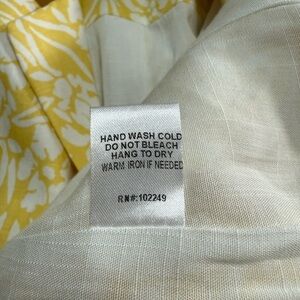 HAND WASH COLD
DO NOT BLEACH
HANG TO DRY
WARM IRON IF NEEDED
RN#:102249